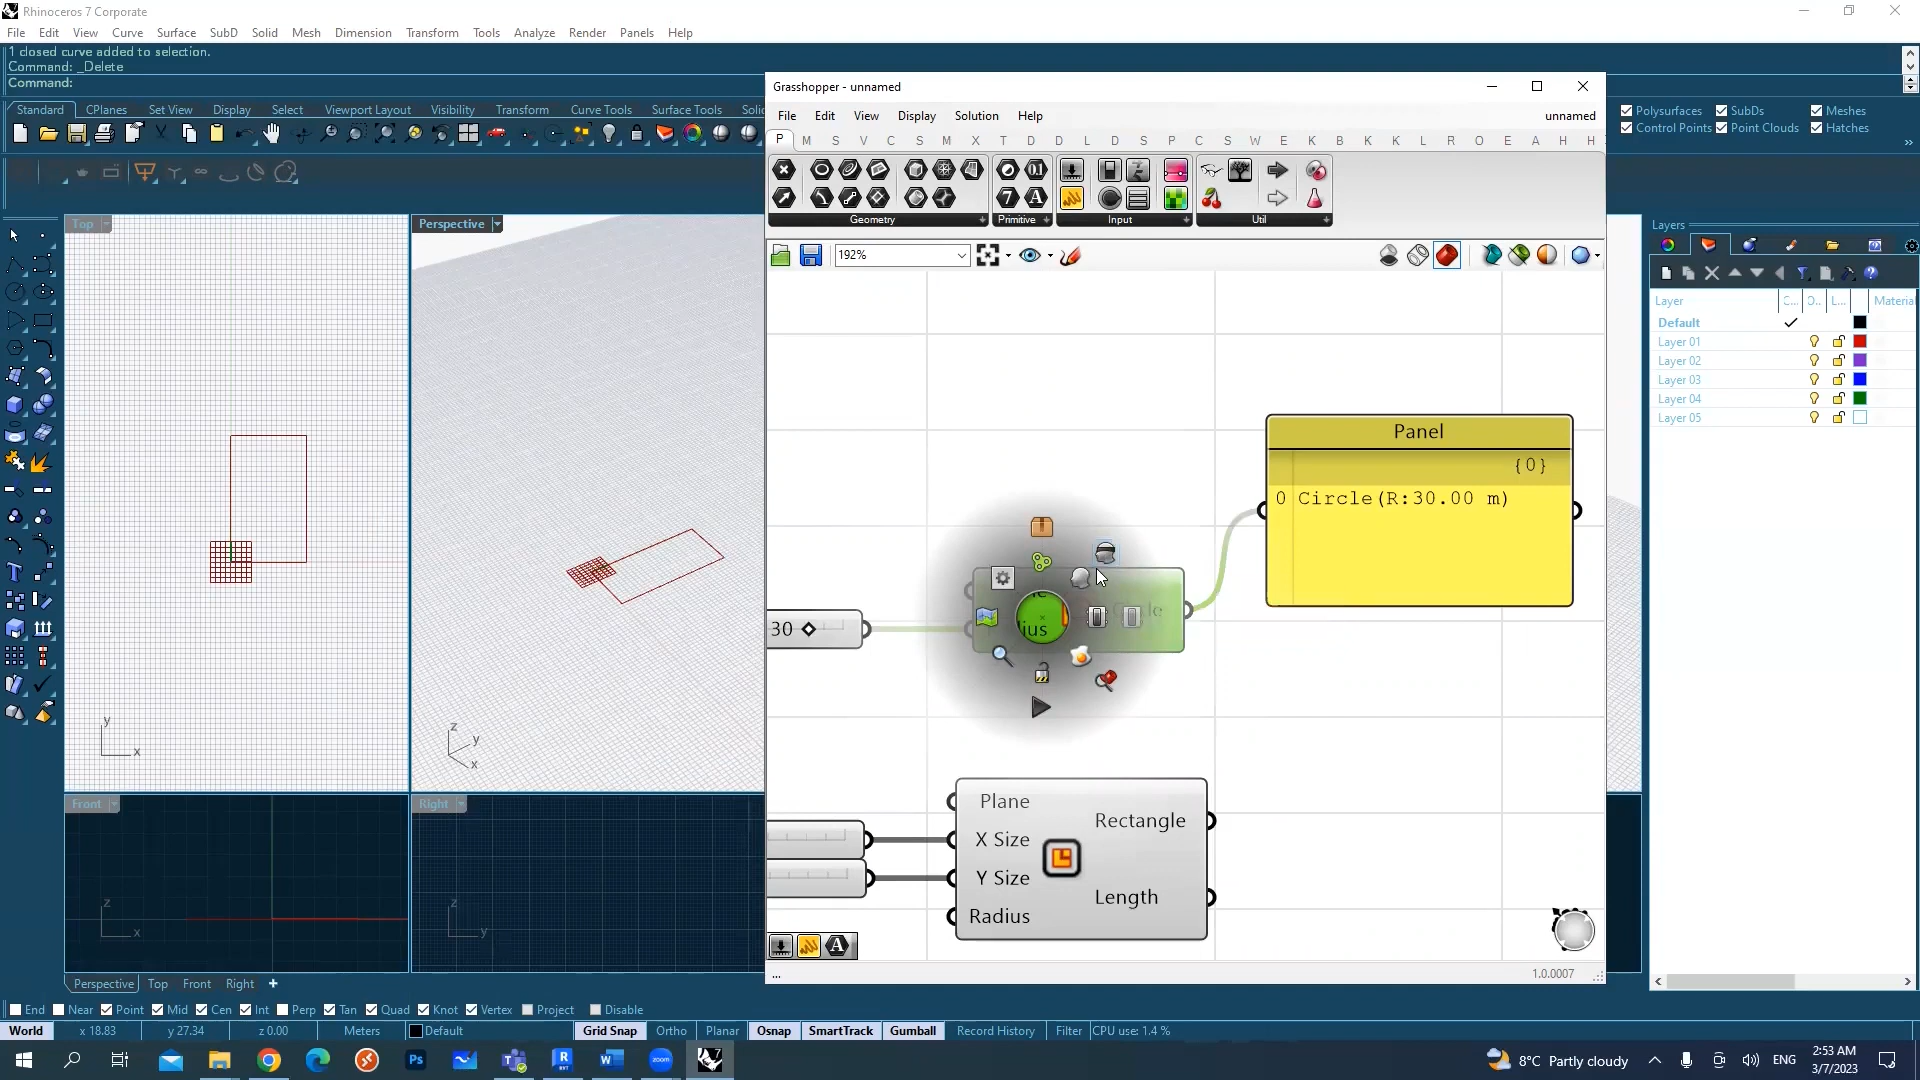 Rhinoceros 7 Corporate
File Edit View Curve Surface SubD Solid Mesh Dimension Transform Tools Analyze Render Panels Help
1 closed curve added to selection.
Command: _Delete
Command:
Standard CPlanes Set View Display Select Viewport Layout Visibility Transform Curve Tools Surface Tools
Polysurfaces SubDs Meshes
Control Points Point Clouds Hatches
Grasshopper - unnamed
File Edit View Display Solution Help unnamed
P M S V C S M X T D D L D S P C S W E K C K L R O E A H H
Geometry Primitive Input Util
192%
Top
Perspective
Front
Right
Panel
{0}
0 Circle(R:30.00 m)
30
Plane
X Size
Y Size
Radius
Rectangle
Length
...
1.0.0007
Layers
Layer C... O.. L... Material
Default
Layer 01
Layer 02
Layer 03
Layer 04
Layer 05
y
x
z
y
x
z
x
z
y
Perspective Top Front Right
End Near Point Mid Cen Int Perp Tan Quad Knot Vertex Project Disable
World x 18.83 y 27.34 z 0.00 Meters Default Grid Snap Ortho Planar Osnap SmartTrack Gumball Record History Filter CPU use: 1.4 %
8°C Partly cloudy
ENG
2:53 AM
3/7/2023